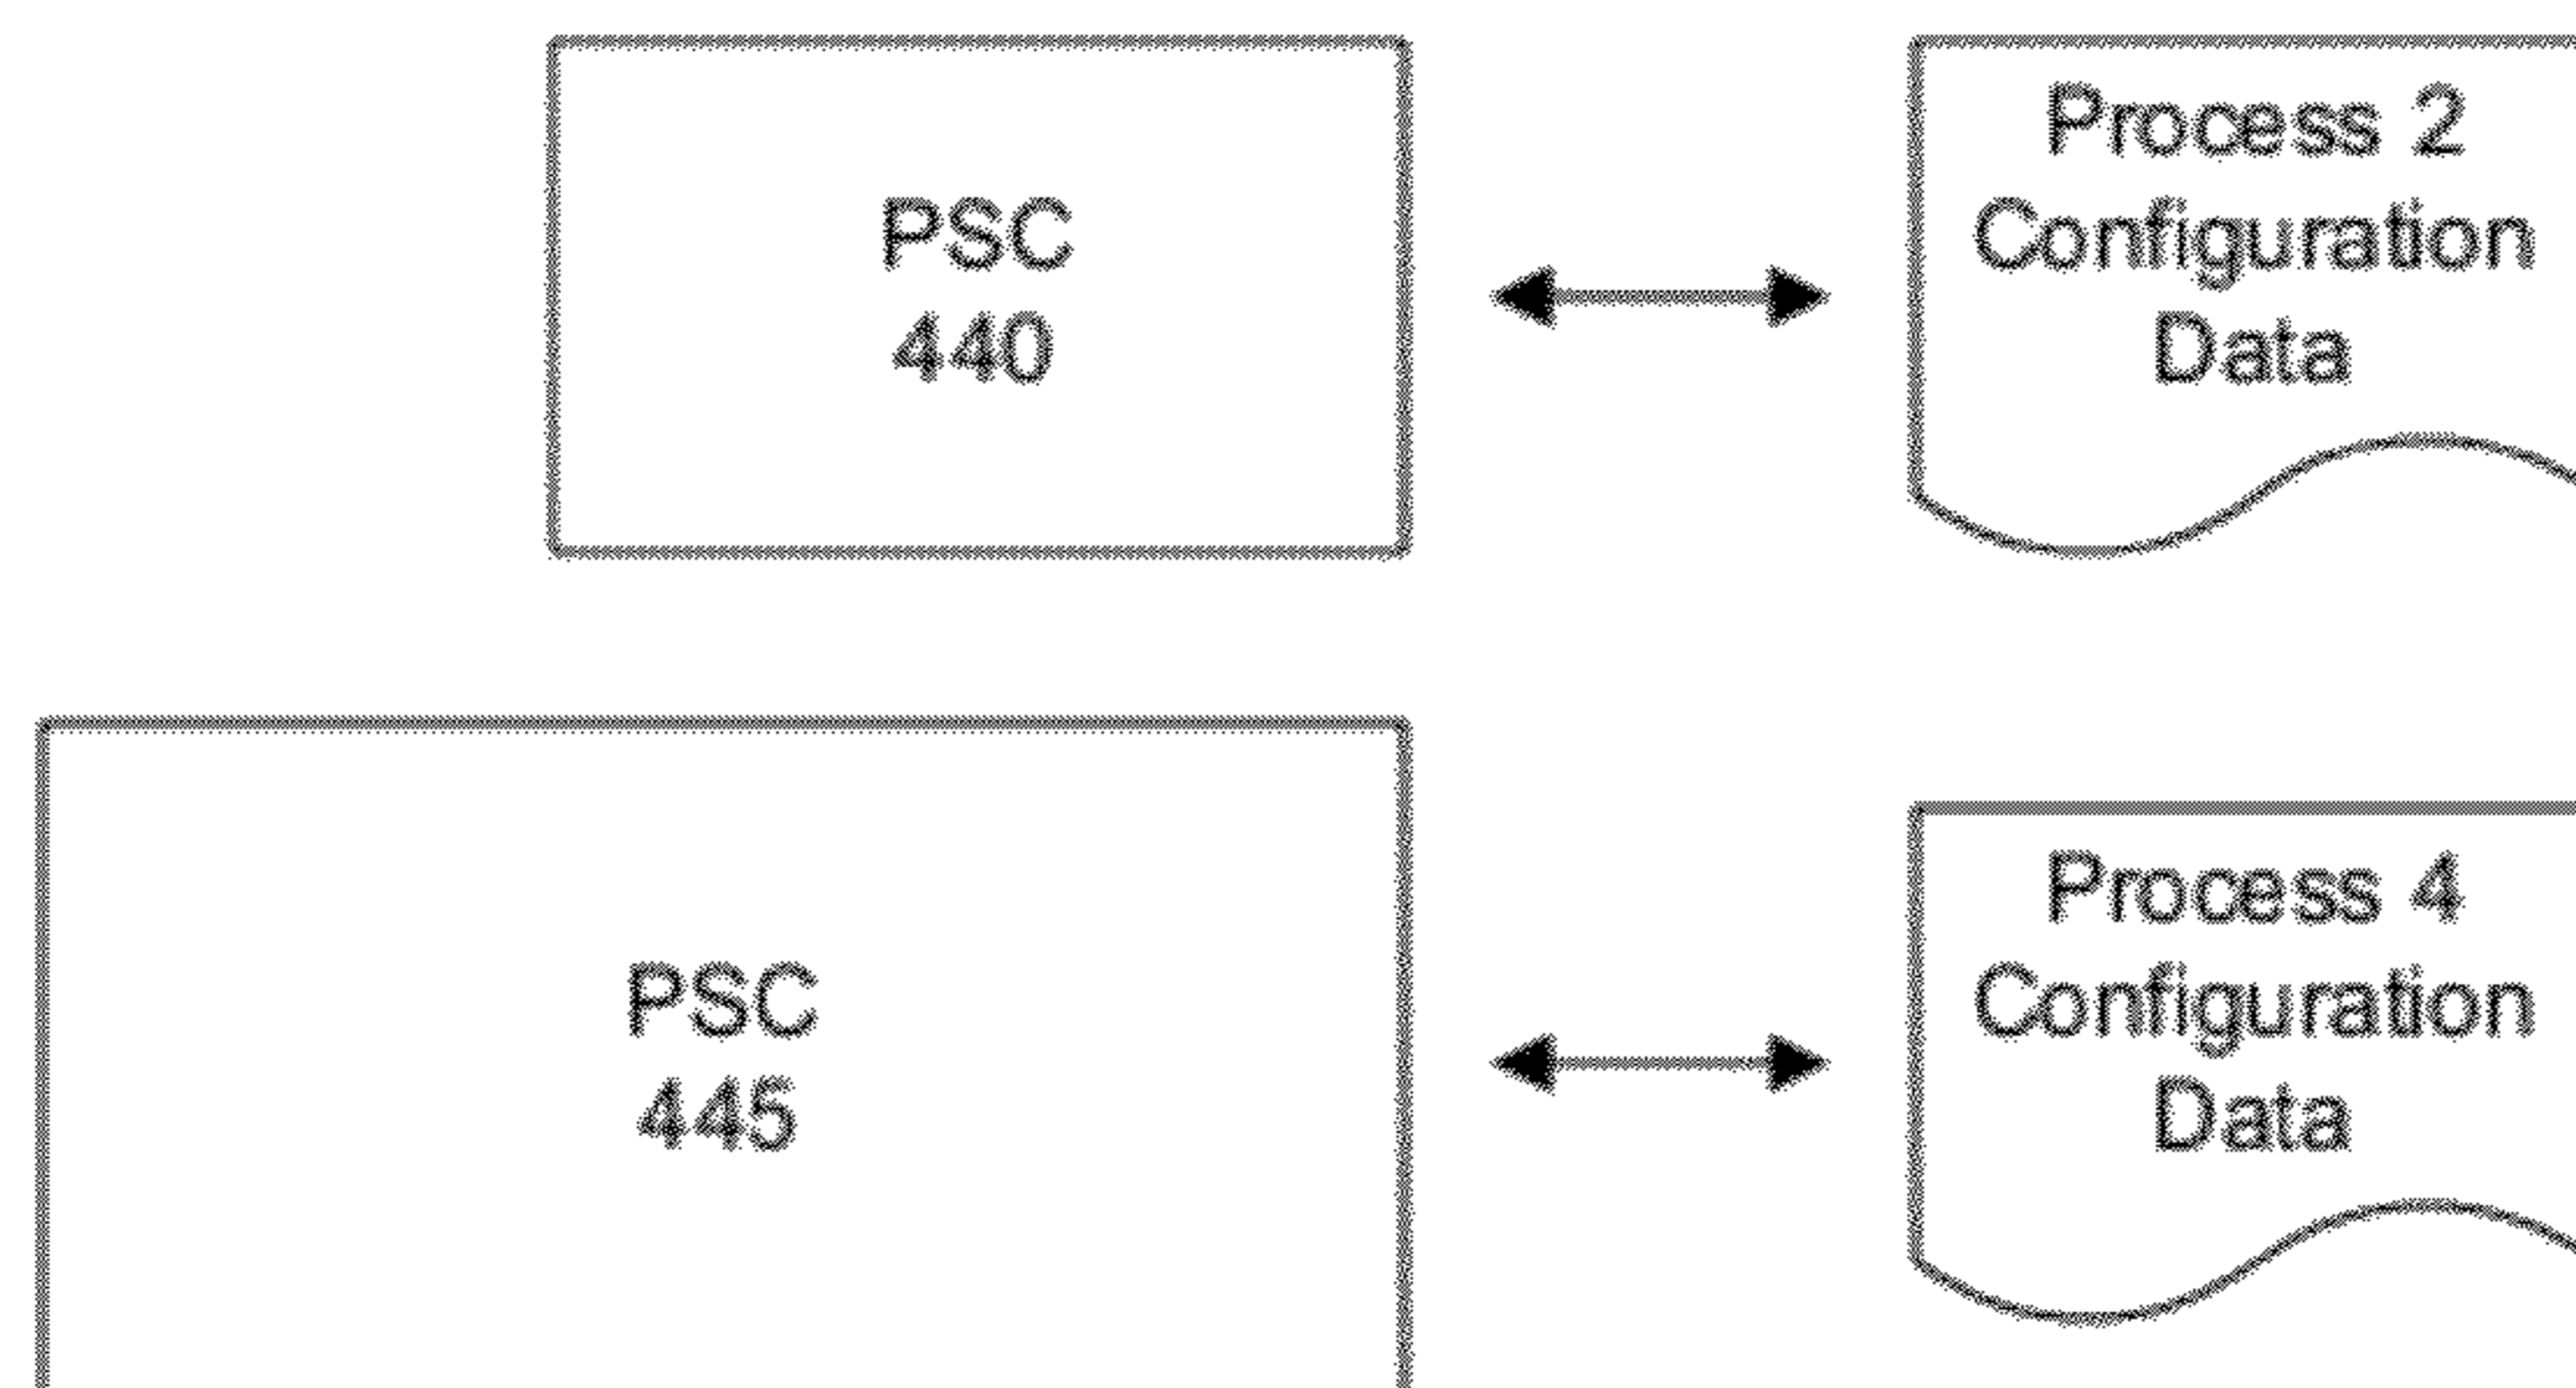 PSC
440
Process 2
Configuration
Data
PSC
445
Process 4
Configuration
Data